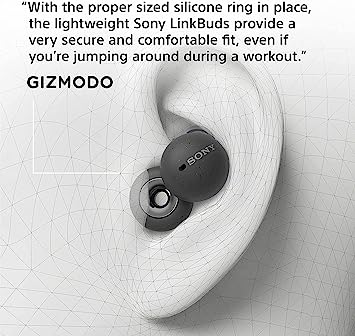 “With the proper sized silicone ring in place,
the lightweight Sony LinkBuds provide a
very secure and comfortable fit, even if
you’re jumping around during a workout.”
GIZMODO
SONY